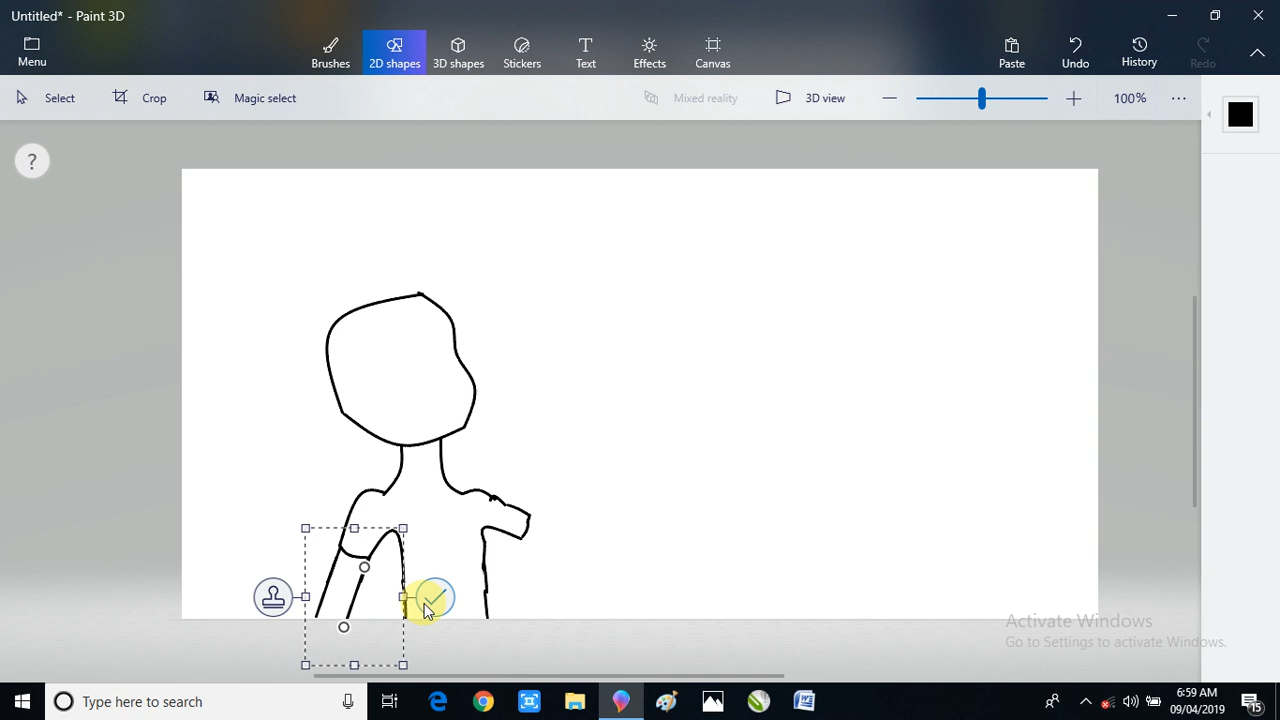 Untitled* - Paint 3D
Menu
Brushes
2D shapes
3D shapes
Stickers
Text
Effects
Canvas
Paste
Undo
History
Redo
Select
Crop
Magic select
Mixed reality
3D view
100%
?
Activate Windows
Go to Settings to activate Windows.
Type here to search
6:59 AM
09/04/2019
15